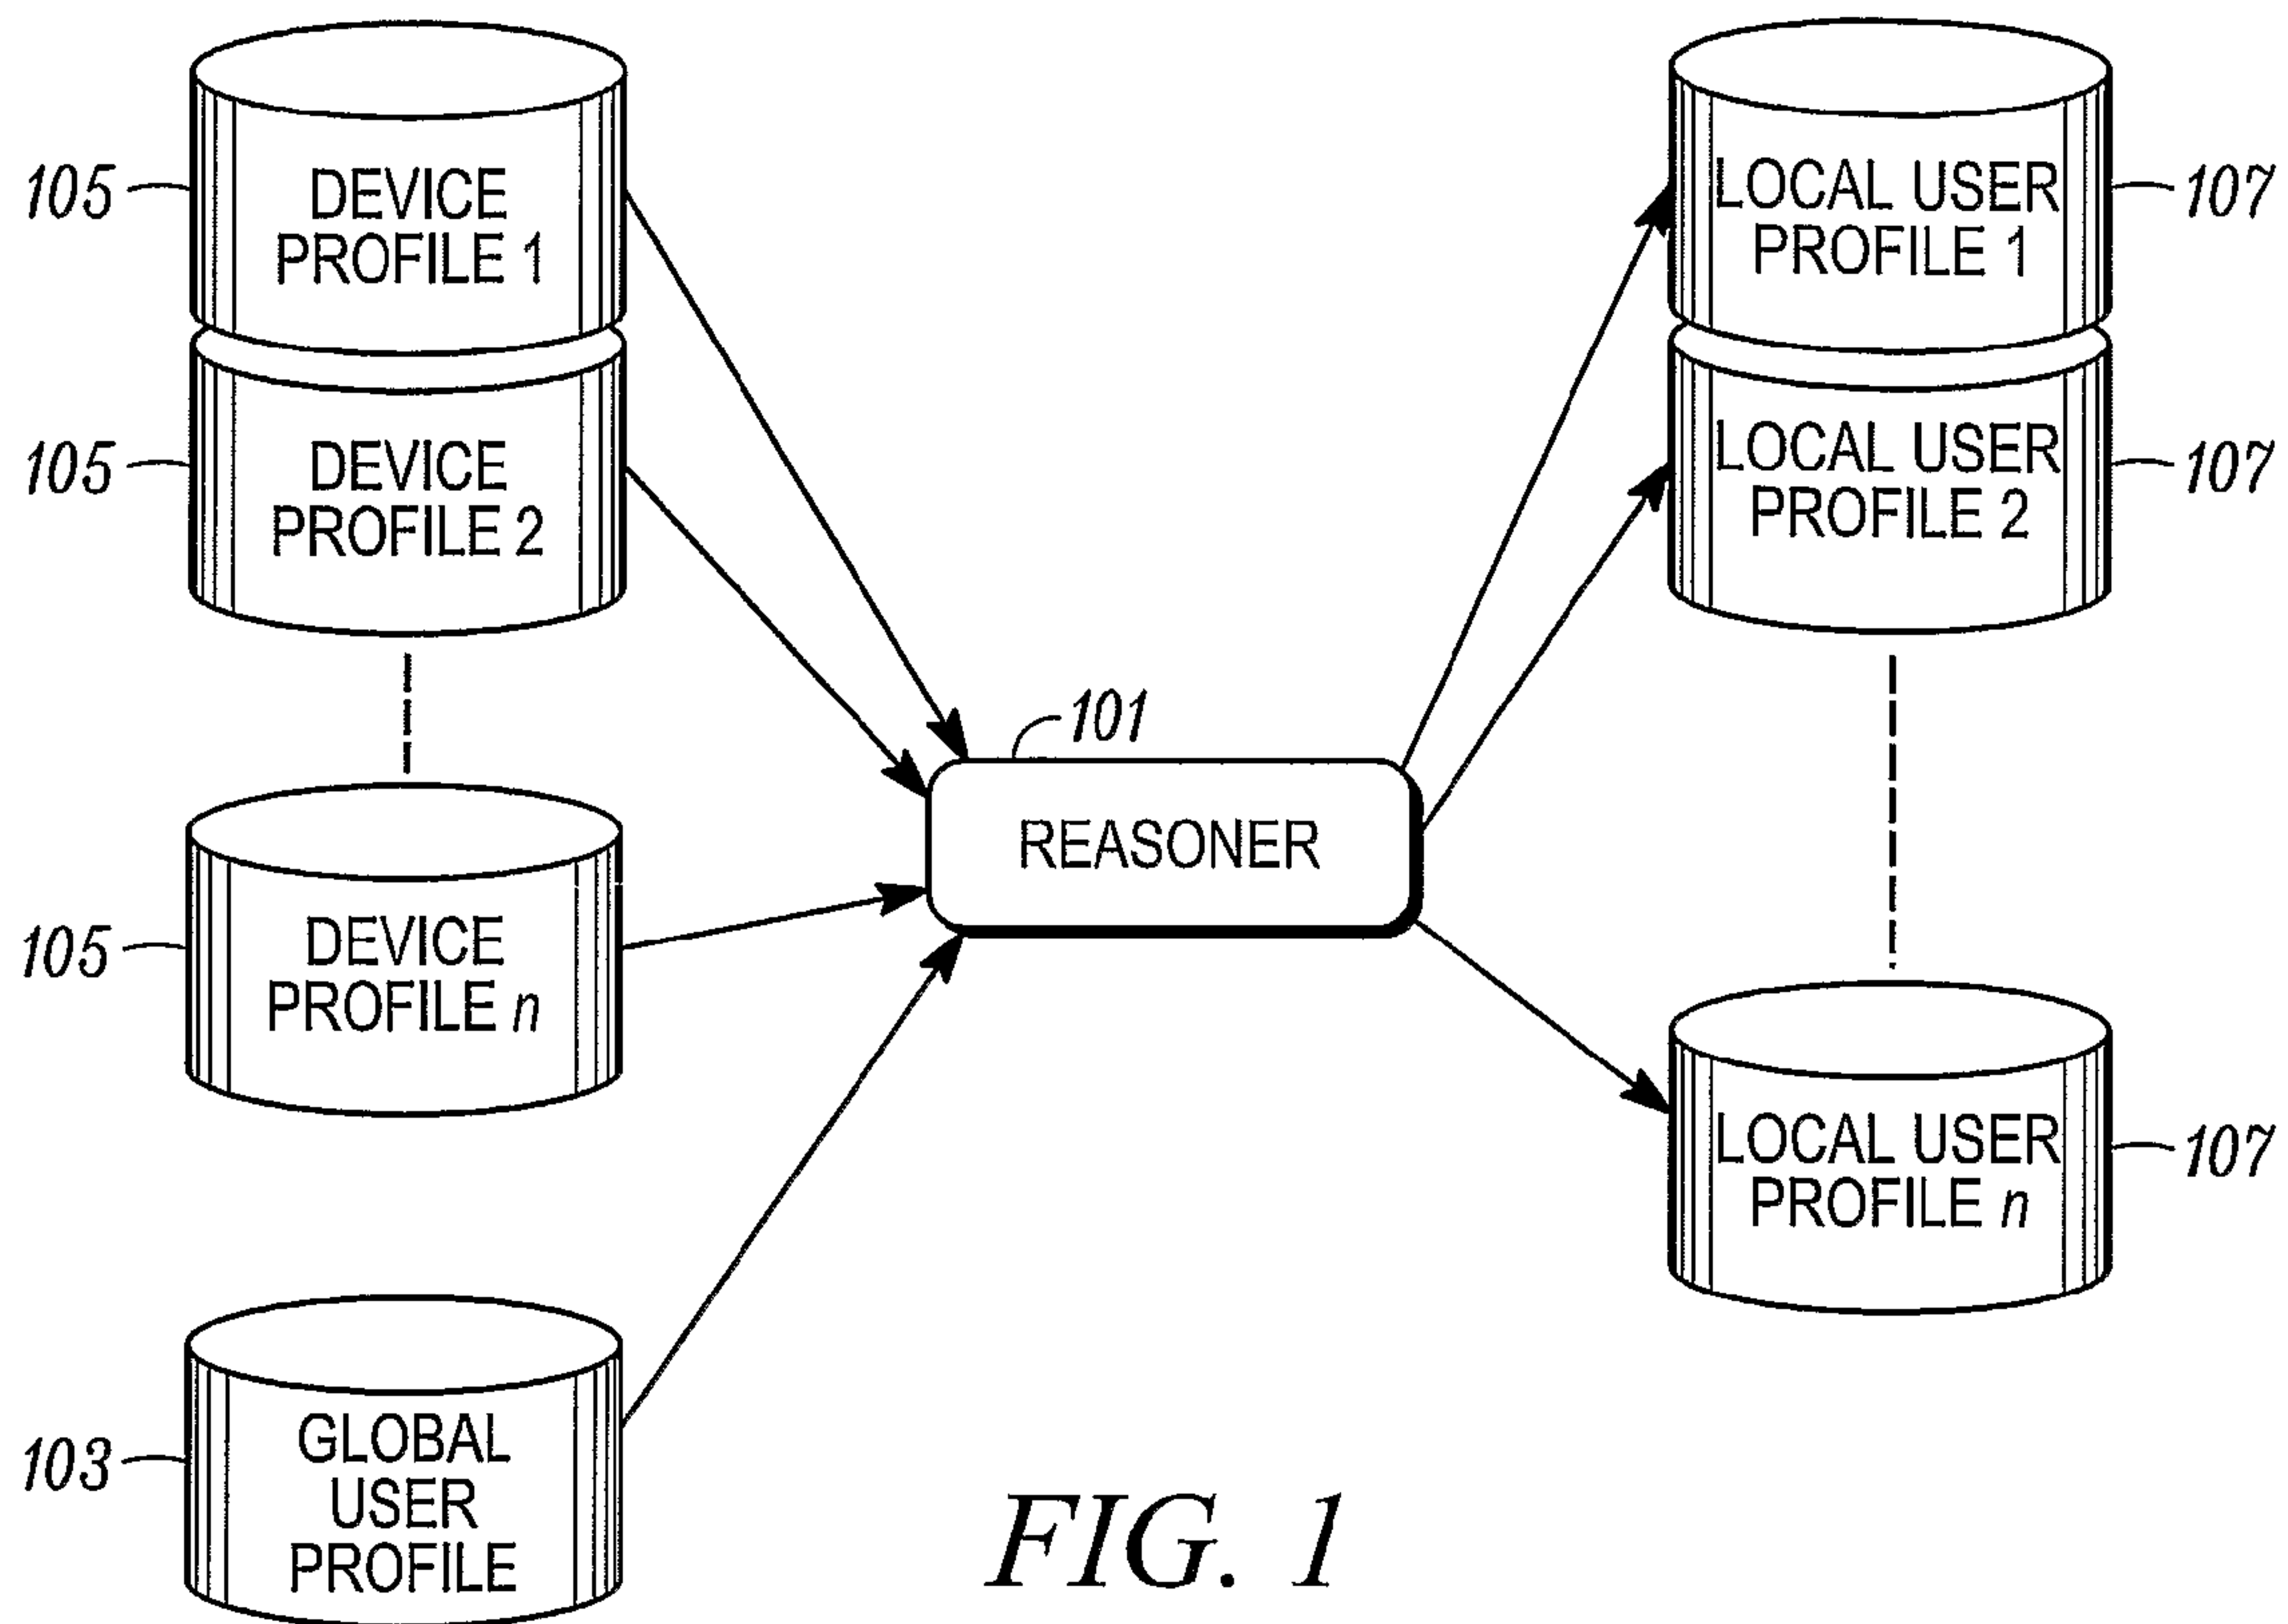 105
DEVICE
PROFILE 1
105
DEVICE
PROFILE 2
105
DEVICE
PROFILE n
103
GLOBAL
USER
PROFILE
101
REASONER
LOCAL USER
PROFILE 1
107
LOCAL USER
PROFILE 2
107
LOCAL USER
PROFILE n
107
FIG. 1